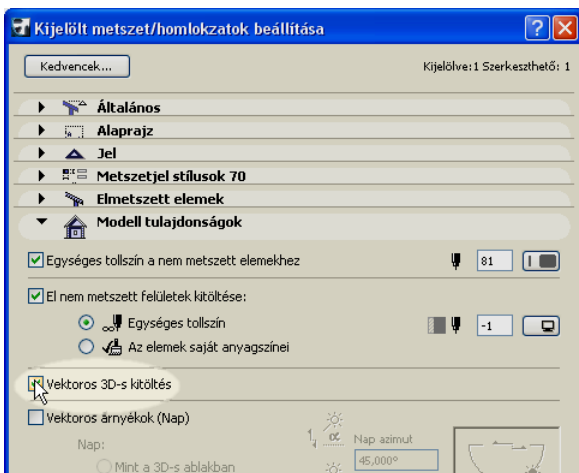 Kijelölt metszet/homlokzatok beállítása
Kedvencek...
Kijelölve:1 Szerkeszthető: 1
Általános
Alaprajz
Jel
Metszetjel stílusok 70
Elmetszett elemek
Modell tulajdonságok
Egységes tollszín a nem metszett elemekhez 81
El nem metszett felületek kitöltése:
Egységes tollszín -1
Az elemek saját anyagszínei
Vektoros 3D-s kitöltés
Vektoros árnyékok (Nap)
Nap: α Nap azimut
Mint a 3D-s ablakban 45,000°